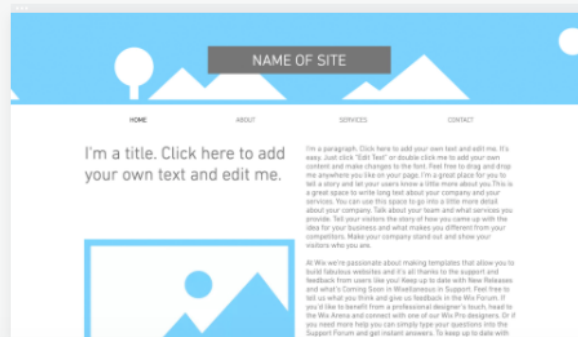 NAME OF SITE
HOME
ABOUT
SERVICES
CONTACT
I'm a title. Click here to add
your own text and edit me.
I'm a paragraph. Click here to add your own text and edit me. It's
easy. Just click "Edit Text" or double click me to add your own
content and make changes to the font. Feel free to drag and drop
me anywhere you like on your page. I'm a great place for you to
tell a story and let your users know a little more about you.This is
a great space to write long text about your company and your
services. You can use this space to go into a little more detail
about your company. Talk about your team and what services you
provide. Tell your visitors the story of how you came up with the
idea for your business and what makes you different from your
competitors. Make your company stand out and show your
visitors who you are.
At Wix we're passionate about making templates that allow you to
build fabulous websites and it's all thanks to the support and
feedback from users like you! Keep up to date with New Releases
and what's Coming Soon in Wixellaneous in Support. Feel free to
tell us what you think and give us feedback in the Wix Forum. If
you'd like to benefit from a professional designer's touch, head to
the Wix Arena and connect with one of our Wix Pro designers. Or if
you need more help you can simply type your questions into the
Support Forum and get instant answers. To keep up to date with